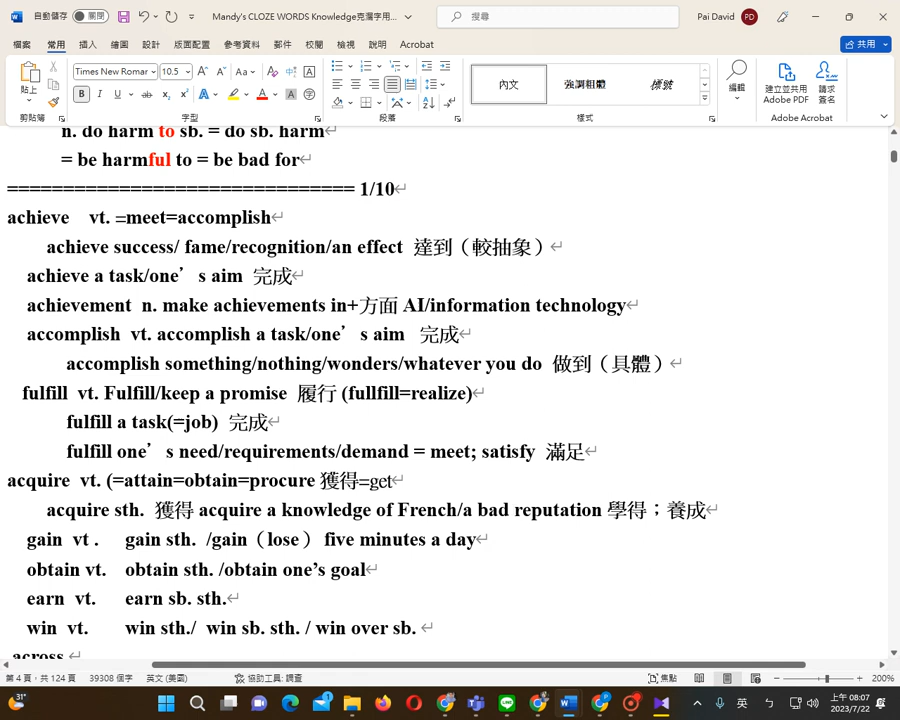 自動儲存 關閉 Mandy's CLOZE WORDS Knowledge克漏字用... 搜尋 Pai David PD
檔案 常用 插入 繪圖 設計 版面配置 參考資料 郵件 校閱 檢視 說明 Acrobat 共用
貼上 Times New Romar 10.5 A A Aa 內文 強調粗體 標號 編輯 建立並共用 Adobe PDF 請求簽名
B I U ab x₂ x² A A A
剪貼簿 字型 段落 樣式 Adobe Acrobat
n. do harm to sb. = do sb. harm
= be harmful to = be bad for
=============================== 1/10
achieve vt. =meet=accomplish
achieve success/ fame/recognition/an effect 達到（較抽象）
achieve a task/one’s aim 完成
achievement n. make achievements in+方面 AI/information technology
accomplish vt. accomplish a task/one’s aim 完成
accomplish something/nothing/wonders/whatever you do 做到（具體）
fulfill vt. Fulfill/keep a promise 履行 (fullfill=realize)
fulfill a task(=job) 完成
fulfill one’s need/requirements/demand = meet; satisfy 滿足
acquire vt. (=attain=obtain=procure 獲得=get
acquire sth. 獲得 acquire a knowledge of French/a bad reputation 學得；養成
gain vt . gain sth. /gain（lose） five minutes a day
obtain vt. obtain sth. /obtain one’s goal
earn vt. earn sb. sth.
win vt. win sth./ win sb. sth. / win over sb.
across
第 4 頁，共 124 頁 39308 個字 英文 (美國) 協助工具: 調查 焦點 200%
31° 英 上午 08:07
2023/7/22